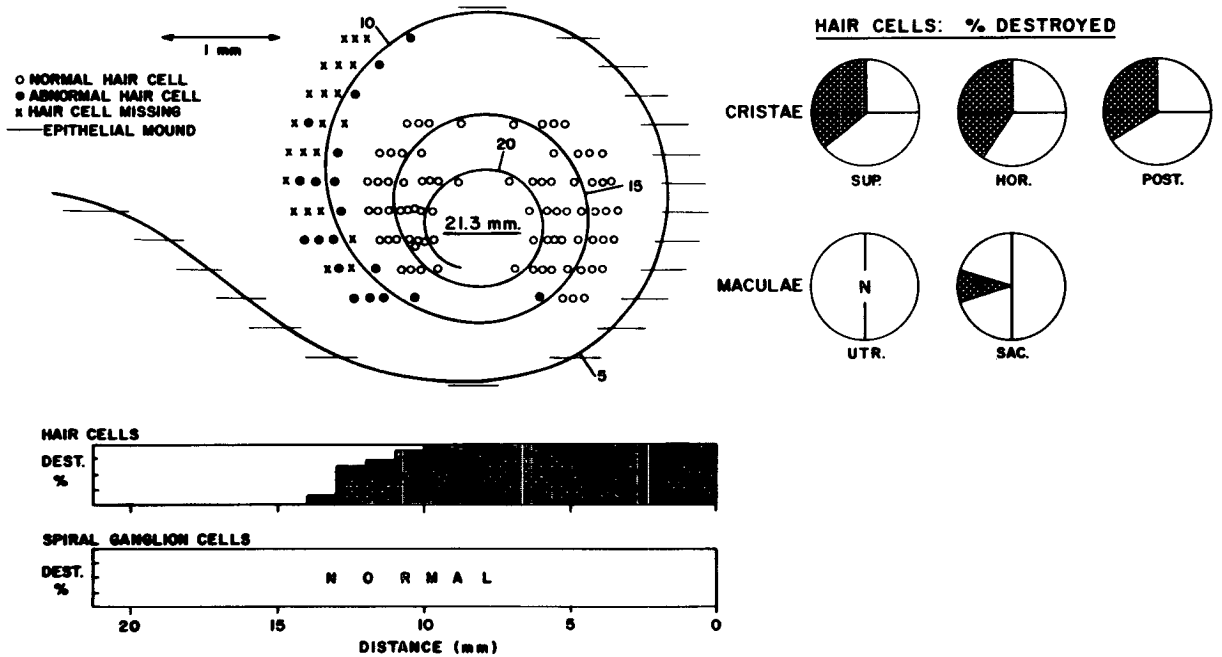 10
1 mm
○ NORMAL HAIR CELL
● ABNORMAL HAIR CELL
x HAIR CELL MISSING
EPITHELIAL MOUND
20
15
21.3 mm.
5
HAIR CELLS: % DESTROYED
CRISTAE
SUP. HOR. POST.
MACULAE
N
UTR. SAC.
HAIR CELLS
DEST.
%
SPIRAL GANGLION CELLS
DEST.
%
NORMAL
20 15 10 5 0
DISTANCE (mm)